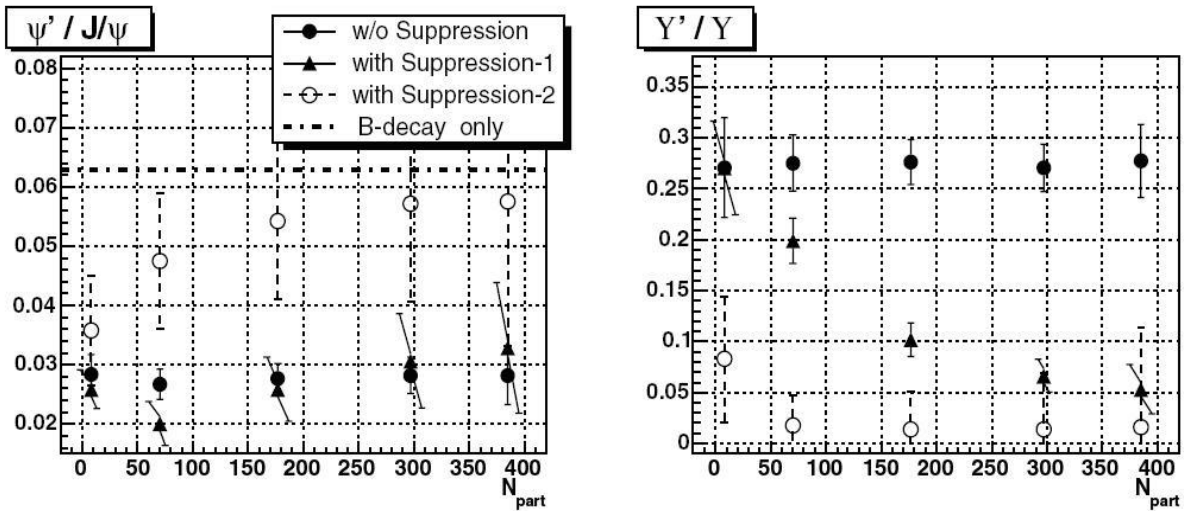 ψ' / J/ψ
w/o Suppression
with Suppression-1
with Suppression-2
B-decay only
0.08
0.07
0.06
0.05
0.04
0.03
0.02
0 50 100 150 200 250 300 350 400
N part
ϒ' / ϒ
0.35
0.3
0.25
0.2
0.15
0.1
0.05
0
0 50 100 150 200 250 300 350 400
N part